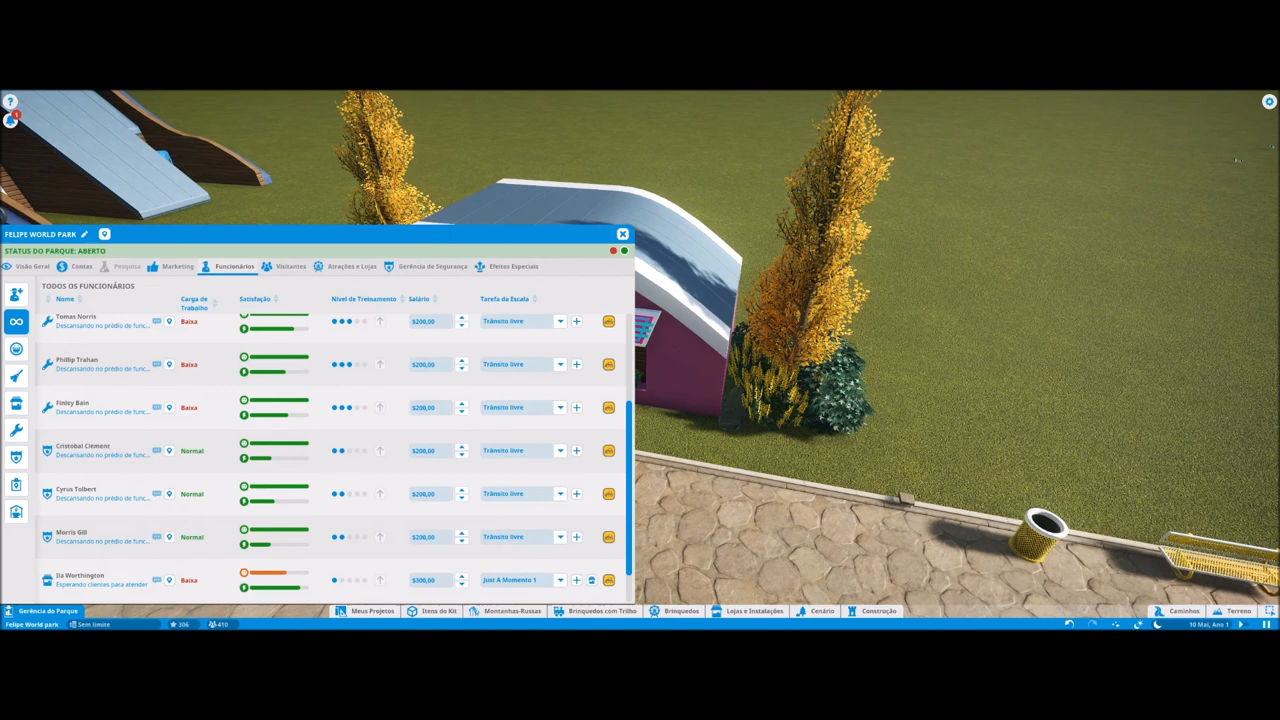 ?
1
FELIPE WORLD PARK
STATUS DO PARQUE: ABERTO
Visão Geral Contas Pesquisa Marketing Funcionários Visitantes Atrações e Lojas Gerência de Segurança Efeitos Especiais
TODOS OS FUNCIONÁRIOS
Nome Carga de Trabalho Satisfação Nível de Treinamento Salário Tarefa da Escala
Tomas Norris
Descansando no prédio de func... Baixa $200,00 Trânsito livre
Phillip Trahan
Descansando no prédio de func... Baixa $200,00 Trânsito livre
Finley Bain
Descansando no prédio de func... Baixa $200,00 Trânsito livre
Cristobal Clement
Descansando no prédio de func... Normal $200,00 Trânsito livre
Cyrus Tolbert
Descansando no prédio de func... Normal $200,00 Trânsito livre
Morris Gill
Descansando no prédio de func... Normal $200,00 Trânsito livre
Worthington
Esperando clientes para atender Baixa $300,00 Just A Momento 1
Gerência do Parque Meus Projetos Itens do Kit Montanhas-Russas Brinquedos com Trilho Brinquedos Lojas e Instalações Cenário Construção Caminhos Terreno
Felipe World park Sem limite 306 410 10 Mai, Ano 1